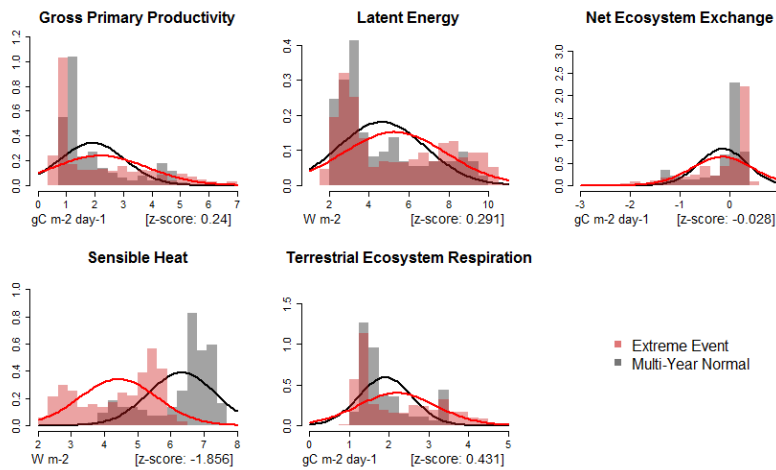 Gross Primary Productivity
0.0 0.2 0.4 0.6 0.8 1.0 1.2
0 1 2 3 4 5 6 7
gC m-2 day-1 [z-score: 0.24]
Latent Energy
0.0 0.1 0.2 0.3 0.4
2 4 6 8 10
W m-2 [z-score: 0.291]
Net Ecosystem Exchange
0.0 0.5 1.0 1.5 2.0 2.5 3.0
-3 -2 -1 0
gC m-2 day-1 [z-score: -0.028]
Sensible Heat
0.0 0.2 0.4 0.6 0.8 1.0
2 3 4 5 6 7 8
W m-2 [z-score: -1.856]
Terrestrial Ecosystem Respiration
0.0 0.5 1.0 1.5
0 1 2 3 4 5
gC m-2 day-1 [z-score: 0.431]
Extreme Event
Multi-Year Normal